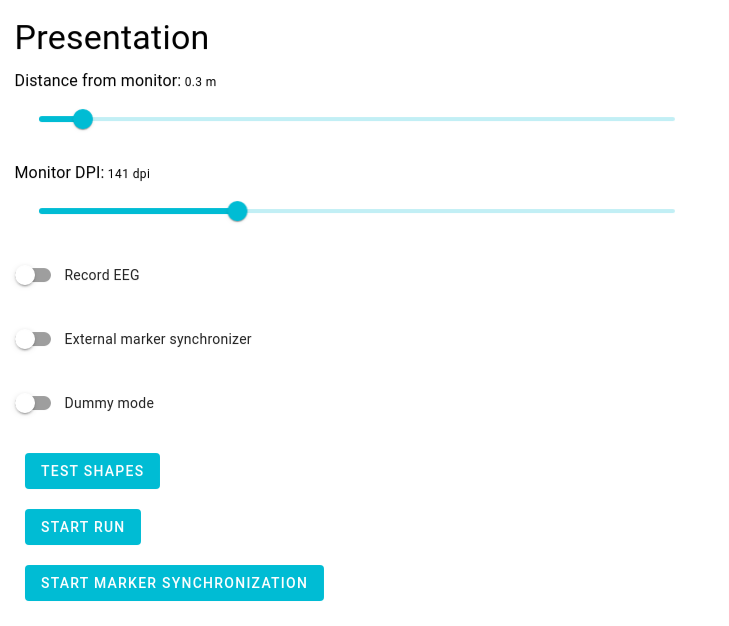 Presentation
Distance from monitor: 0.3 m
Monitor DPI: 141 dpi
Record EEG
External marker synchronizer
Dummy mode
TEST SHAPES
START RUN
START MARKER SYNCHRONIZATION